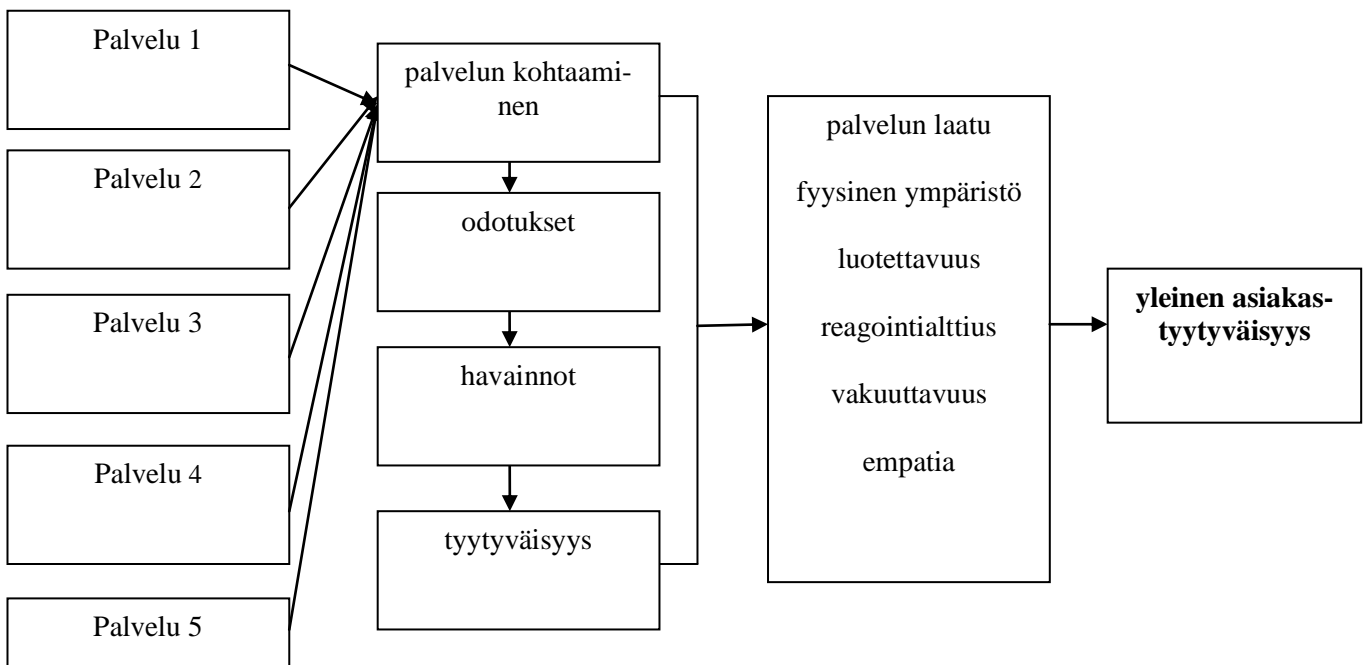 Palvelu 1
Palvelu 2
Palvelu 3
Palvelu 4
Palvelu 5
palvelun kohtaami-
nen
odotukset
havainnot
tyytyväisyys
palvelun laatu
fyysinen ympäristö
luotettavuus
reagointialttius
vakuuttavuus
empatia
yleinen asiakas-
tyytyväisyys